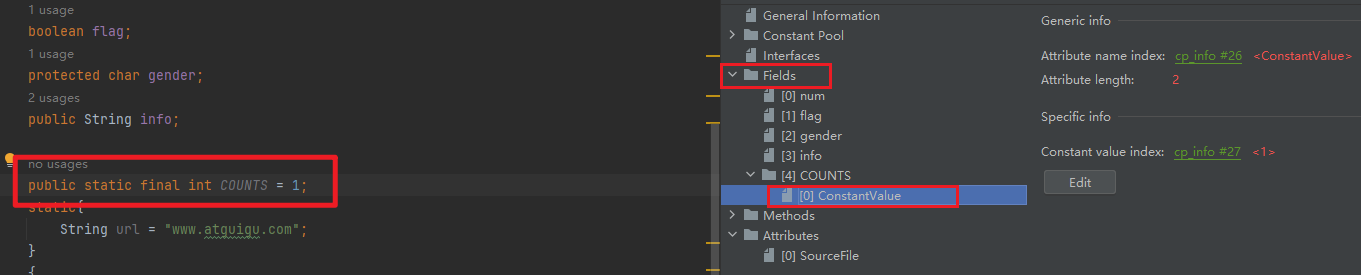 1 usage
boolean flag;
1 usage
protected char gender;
2 usages
public String info;
no usages
public static final int COUNTS = 1;
static{
String url = "www.atguigu.com";
}
{
General Information
Constant Pool
Interfaces
Fields
[0] num
[1] flag
[2] gender
[3] info
[4] COUNTS
[0] ConstantValue
Methods
Attributes
[0] SourceFile
Generic info
Attribute name index: cp_info #26 <ConstantValue>
Attribute length: 2
Specific info
Constant value index: cp_info #27 <1>
Edit